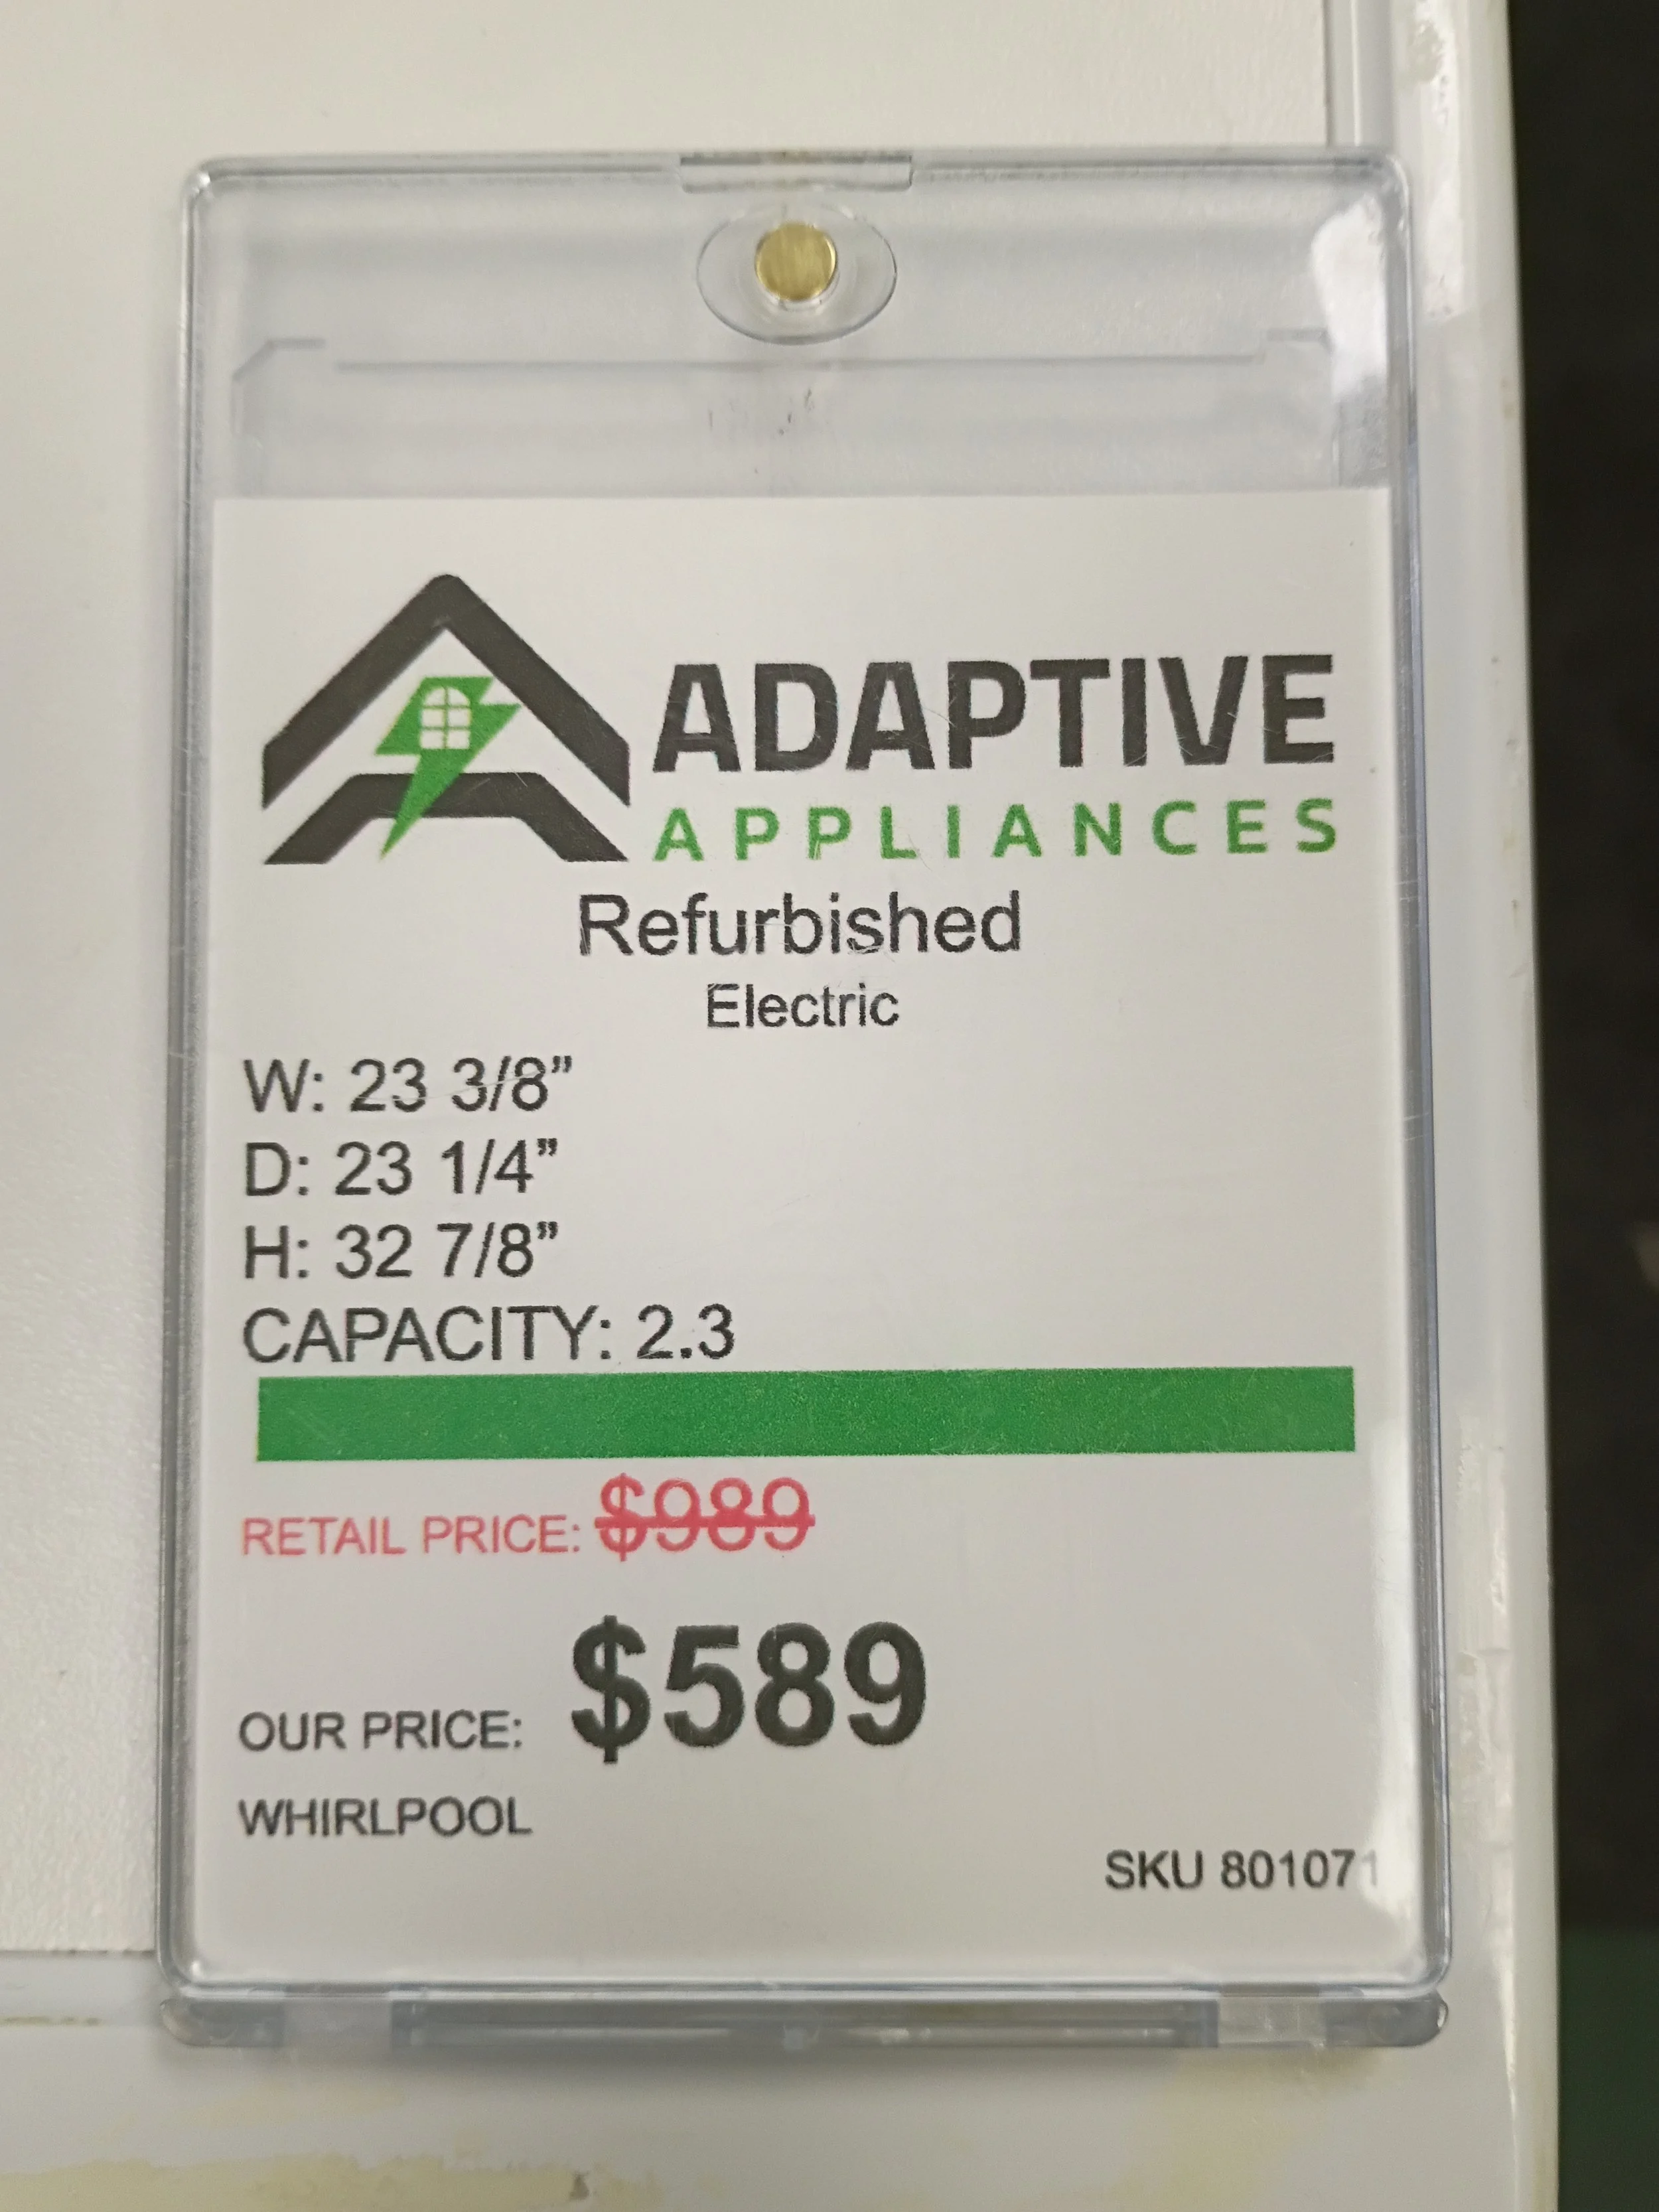 ADAPTIVE
APPLIANCES
Refurbished
Electric
W: 23 3/8”
D: 23 1/4”
H: 32 7/8”
CAPACITY: 2.3
RETAIL PRICE: $989
OUR PRICE: $589
WHIRLPOOL
SKU 801071